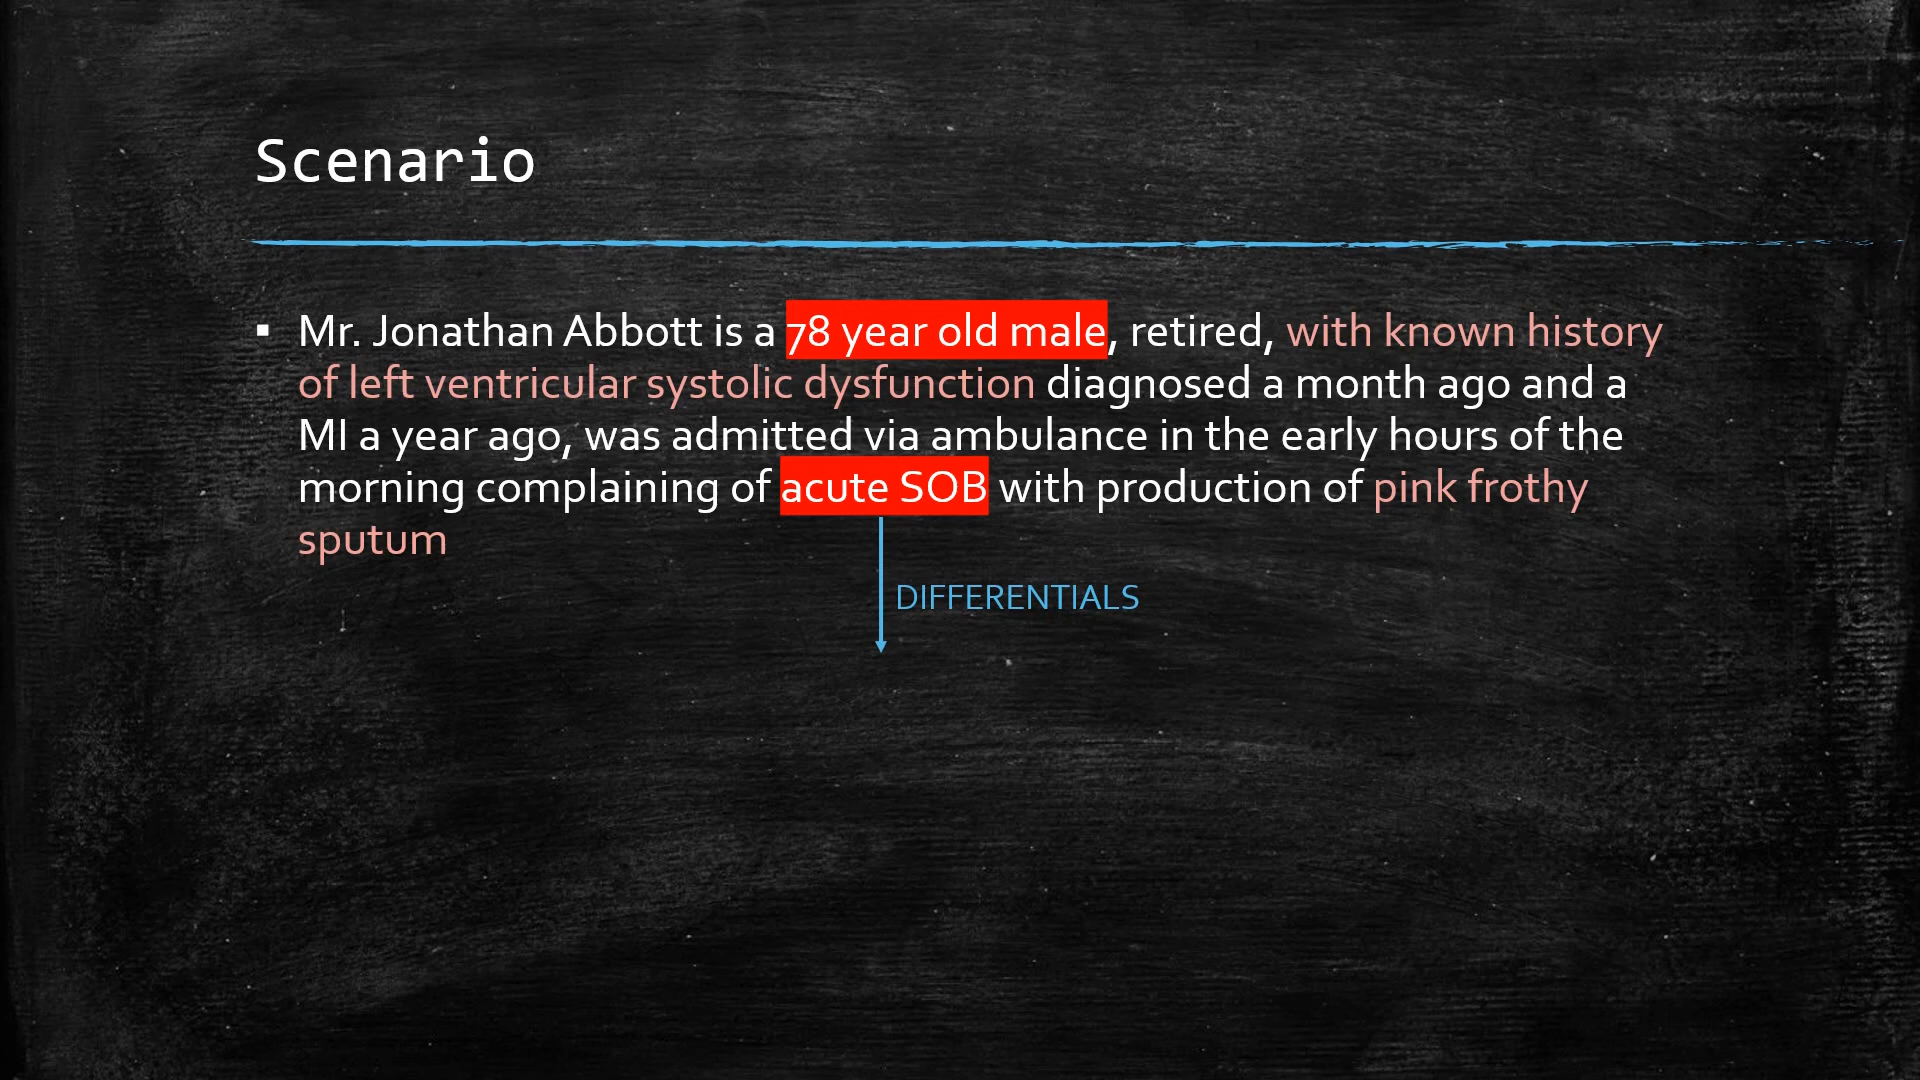 Scenario
▪ Mr. Jonathan Abbott is a 78 year old male, retired, with known history
of left ventricular systolic dysfunction diagnosed a month ago and a
MI a year ago, was admitted via ambulance in the early hours of the
morning complaining of acute SOB with production of pink frothy
sputum
DIFFERENTIALS